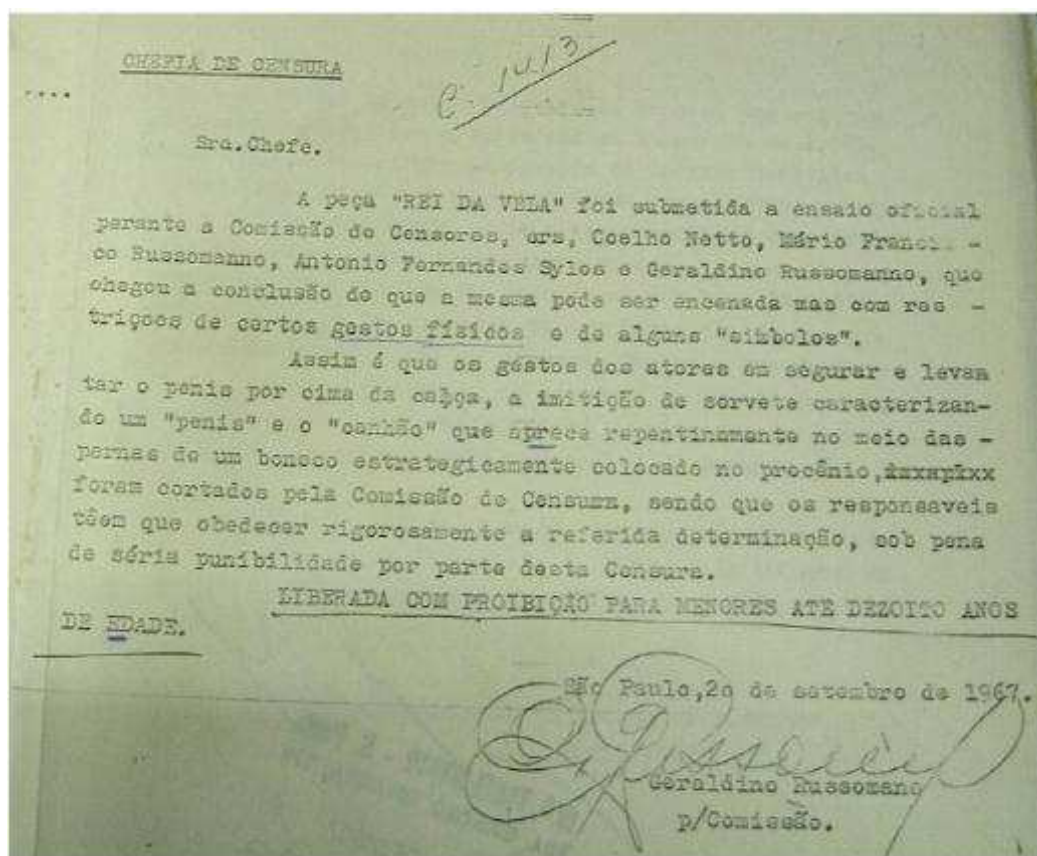 CHEFIA DE CENSURA
C. 1413
....
Sra.Chefe.
A peça "REI DA VELA" foi submetida a ensaio oficial
perante a Comissão de Censores, srs, Coelho Netto, Mário Francis -
co Russomanno, Antonio Fernandes Sylos e Geraldino Russomanno, que
chegou a conclusão de que a mesma pode ser encenada mas com res -
trições de certos gestos físicos e de alguns "símbolos".
Assim é que os géstos dos atores em segurar e levan
tar o penis por cima da calça, a imitição de sorvete caracterizan-
do um "penis" e o "canhão" que aprece repentinamente no meio das -
pernas de um boneco estrategicamente colocado no procênio,
foram cortados pela Comissão de Censura, sendo que os responsaveis
têem que obedecer rigorosamente a referida determinação, sob pena
de séria punibilidade por parte desta Censura.
LIBERADA COM PROIBIÇÃO PARA MENORES ATE DEZOITO ANOS
DE EDADE.
São Paulo,20 de setembro de 1967.
Geraldino Russomano
p/Comissão.